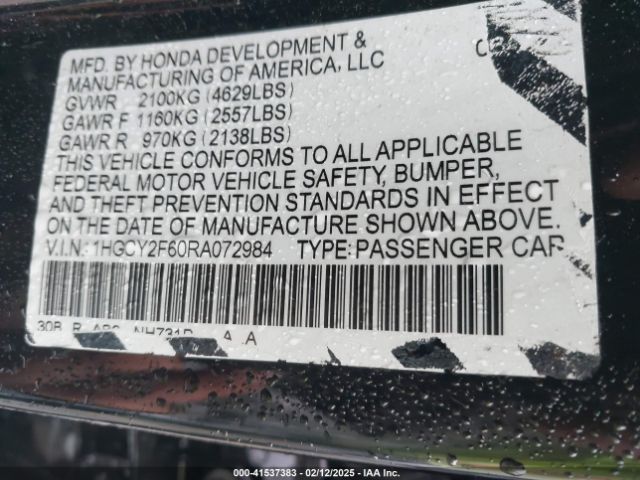 MFD. BY HONDA DEVELOPMENT &
MANUFACTURING OF AMERICA, LLC
GVWR 2100KG (4629LBS)
GAWR F 1160KG (2557LBS)
GAWR R 970KG (2138LBS)
THIS VEHICLE CONFORMS TO ALL APPLICABLE
FEDERAL MOTOR VEHICLE SAFETY, BUMPER,
AND THEFT PREVENTION STANDARDS IN EFFECT
ON THE DATE OF MANUFACTURE SHOWN ABOVE.
V.I.N.: 1HGCY2F60RA072984 TYPE: PASSENGER CAR
NH731P
000-41537383 - 02/12/2025 - IAA Inc.